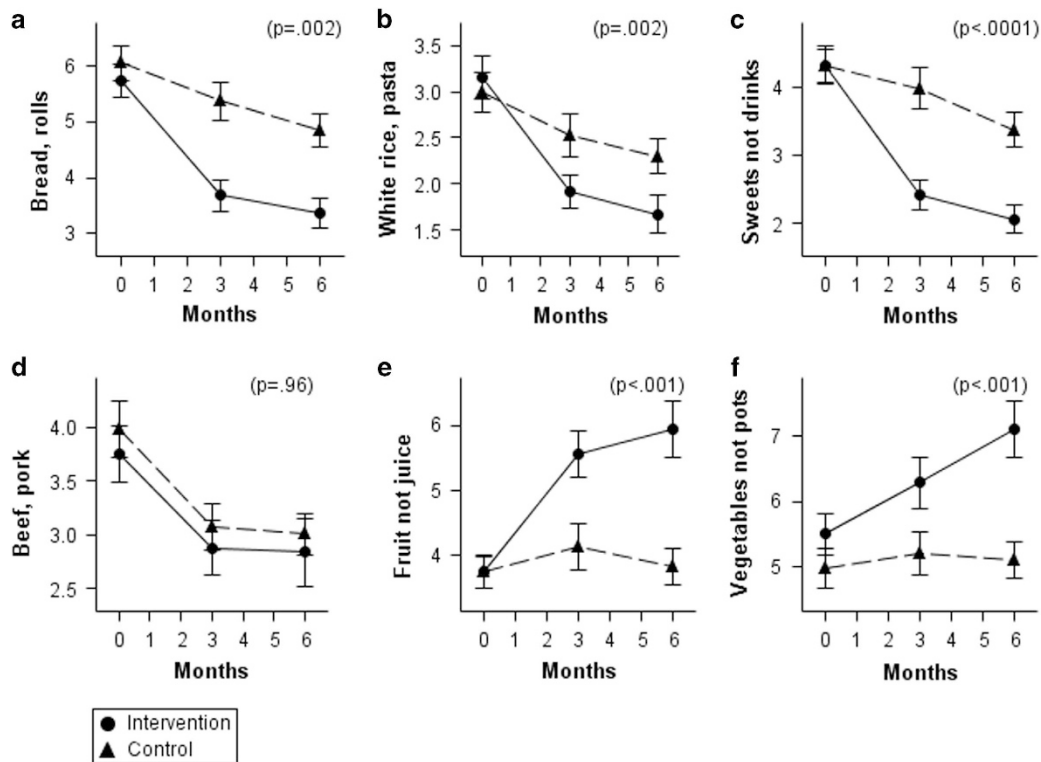 a
(p=.002)
Bread, rolls
6
5
4
3
0 1 2 3 4 5 6
Months
b
(p=.002)
White rice, pasta
3.5
3.0
2.5
2.0
1.5
0 1 2 3 4 5 6
Months
c
(p<.0001)
Sweets not drinks
4
3
2
0 1 2 3 4 5 6
Months
d
(p=.96)
Beef, pork
4.0
3.5
3.0
2.5
0 1 2 3 4 5 6
Months
e
(p<.001)
Fruit not juice
6
5
4
0 1 2 3 4 5 6
Months
f
(p<.001)
Vegetables not pots
7
6
5
0 1 2 3 4 5 6
Months
Intervention
Control